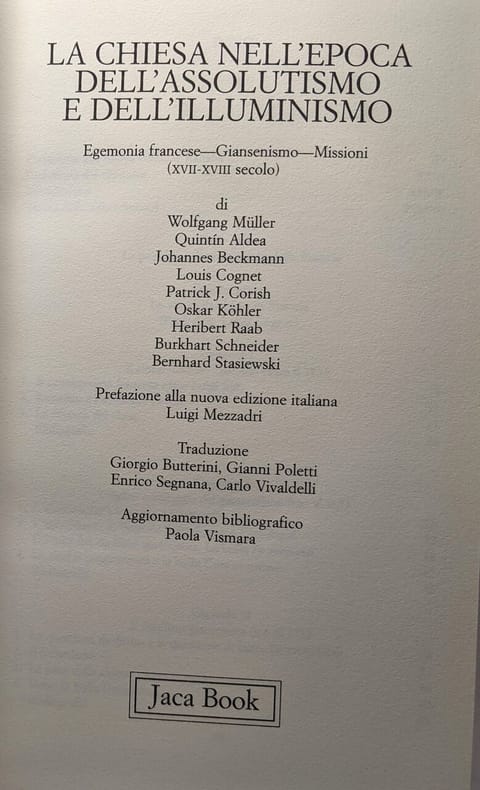 LA CHIESA NELL'EPOCA
DELL'ASSOLUTISMO
E DELL'ILLUMINISMO
Egemonia francese—Giansenismo—Missioni
(XVII-XVIII secolo)
di
Wolfgang Müller
Quintín Aldea
Johannes Beckmann
Louis Cognet
Patrick J. Corish
Oskar Köhler
Heribert Raab
Burkhart Schneider
Bernhard Stasiewski
Prefazione alla nuova edizione italiana
Luigi Mezzadri
Traduzione
Giorgio Butterini, Gianni Poletti
Enrico Segnana, Carlo Vivaldelli
Aggiornamento bibliografico
Paola Vismara
Jaca Book